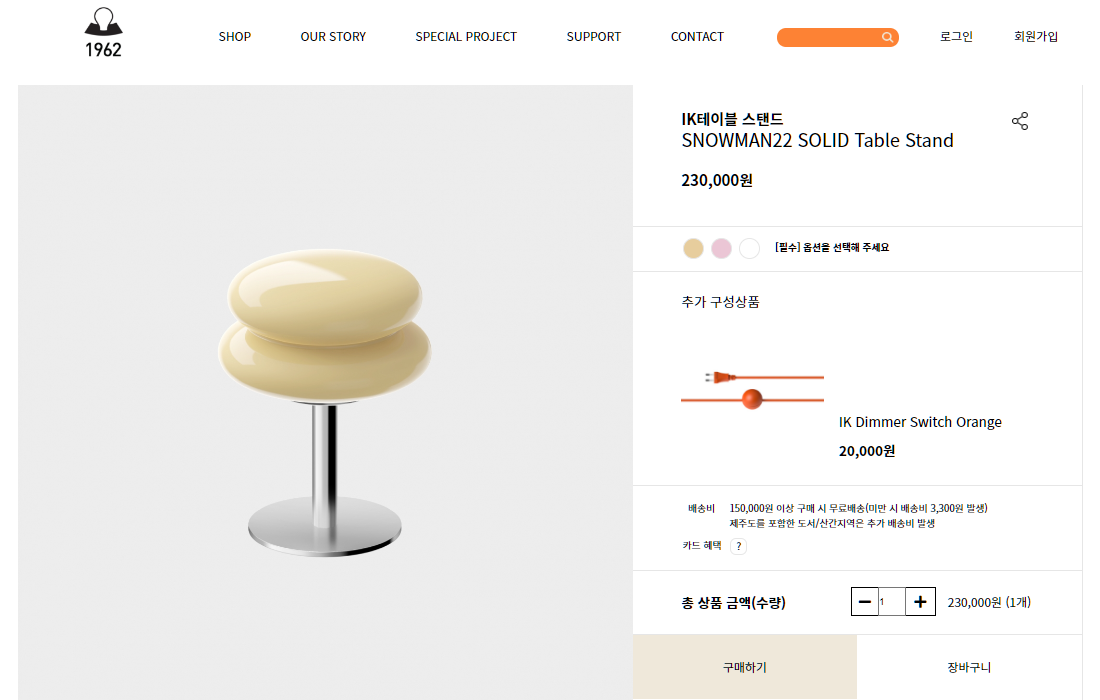 1962
SHOP
OUR STORY
SPECIAL PROJECT
SUPPORT
CONTACT
로그인
회원가입
IK테이블 스탠드
SNOWMAN22 SOLID Table Stand
230,000원
[필수] 옵션을 선택해 주세요
추가 구성상품
IK Dimmer Switch Orange
20,000원
배송비 150,000원 이상 구매 시 무료배송(미만 시 배송비 3,300원 발생)
제주도를 포함한 도서/산간지역은 추가 배송비 발생
카드 혜택 ?
총 상품 금액(수량) 1 230,000원 (1개)
구매하기
장바구니